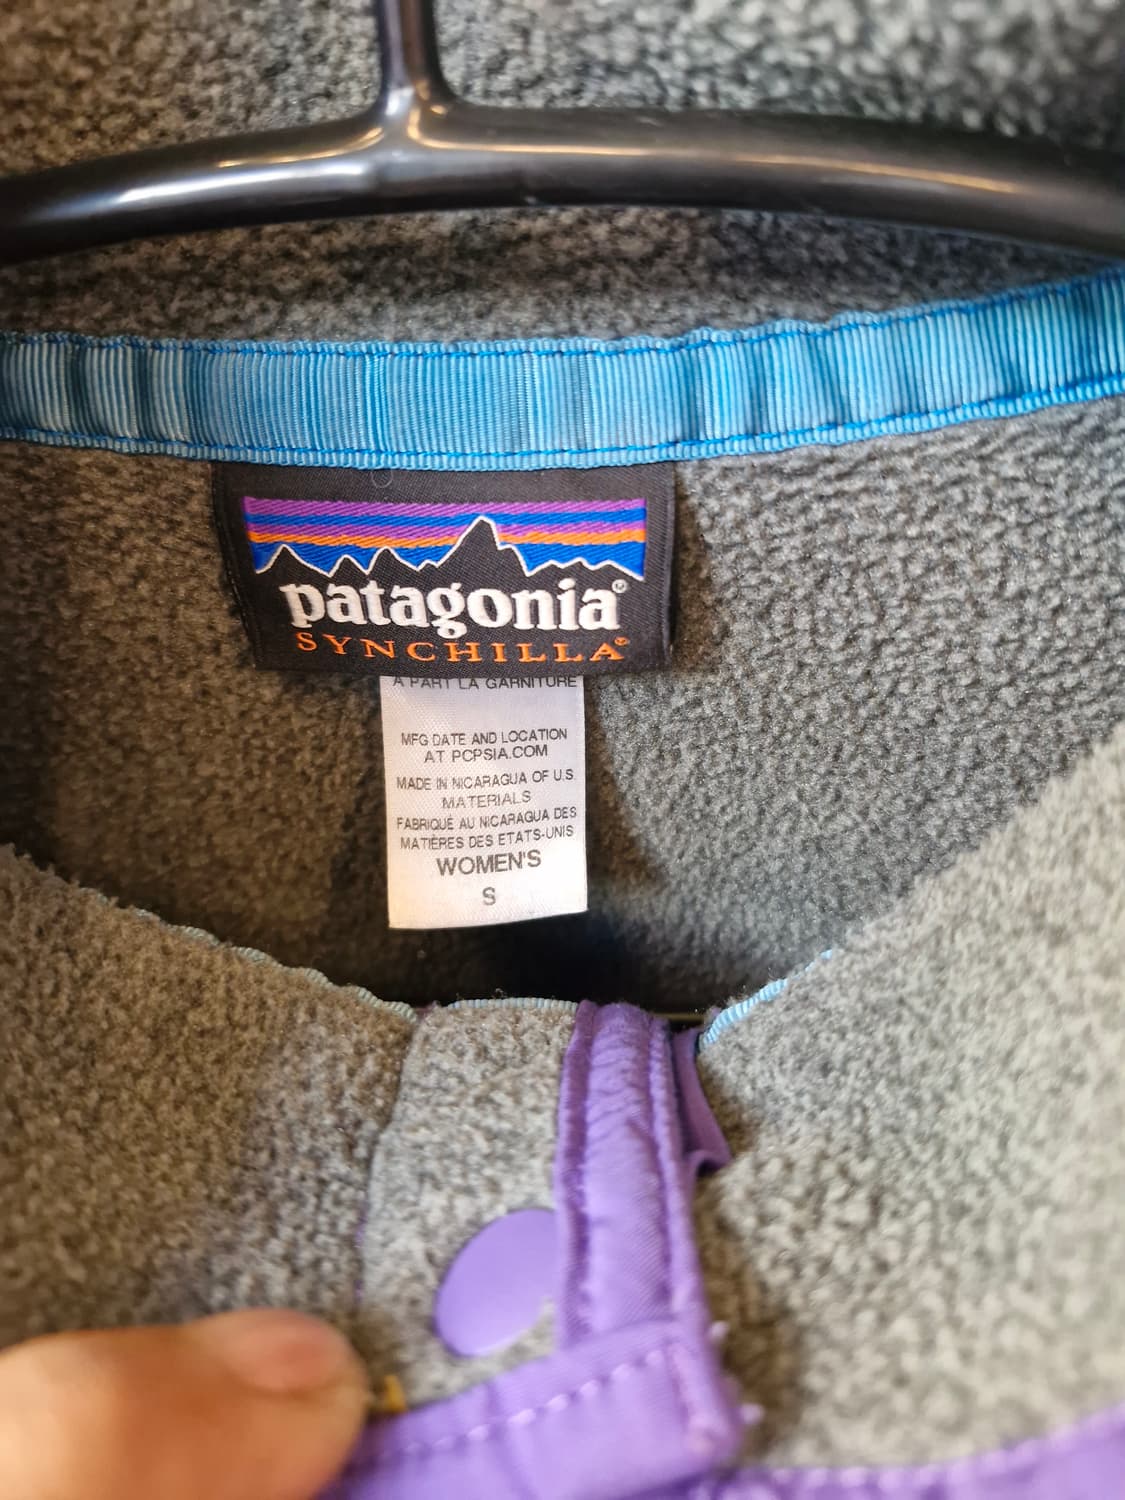 patagonia®
SYNCHILLA®
A PART LA GARNITURE
MFG DATE AND LOCATION
AT PCPSIA.COM
MADE IN NICARAGUA OF U.S.
MATERIALS
FABRIQUÉ AU NICARAGUA DES
MATIÈRES DES ETATS-UNIS
WOMEN'S
S